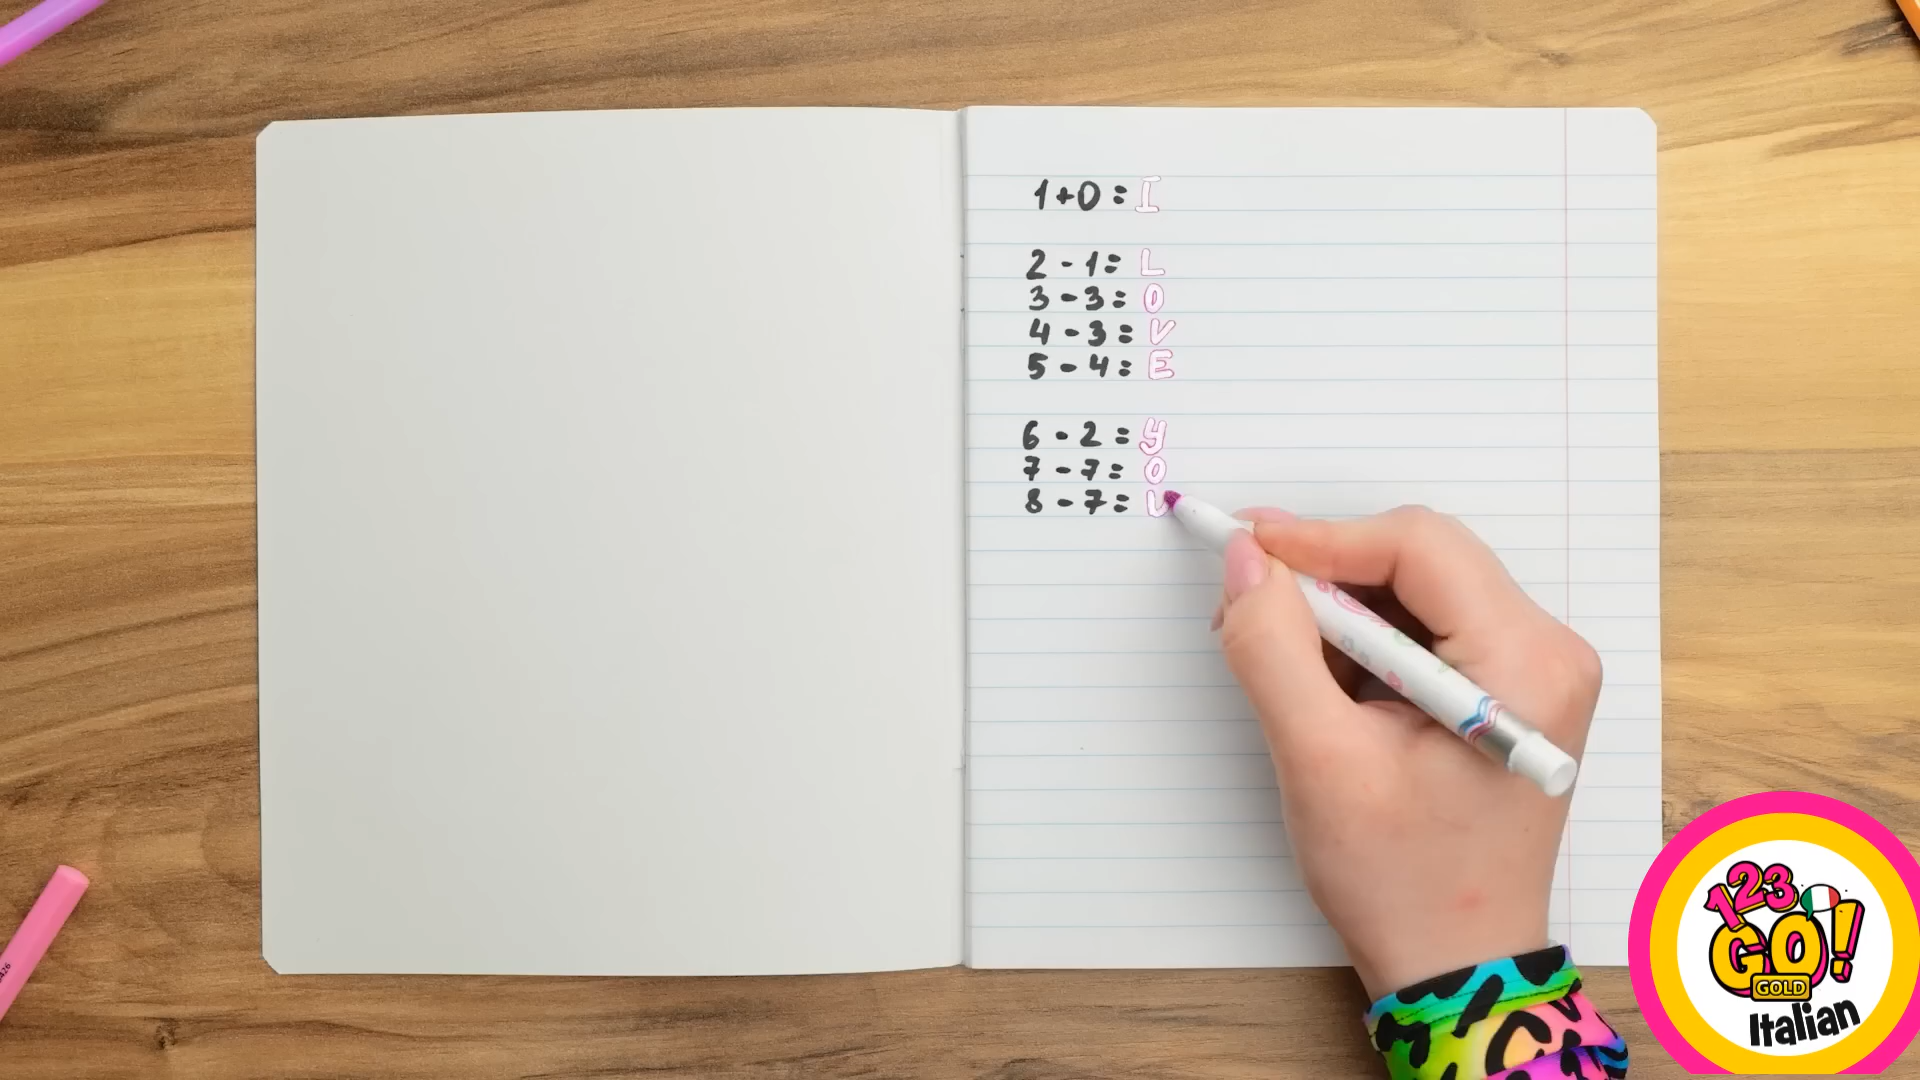 1+0=I
2-1=L
3-3=O
4-3=V
5-4=E
6-2=y
7-7=O
8-7=U
123
GO!
GOLD
Italian